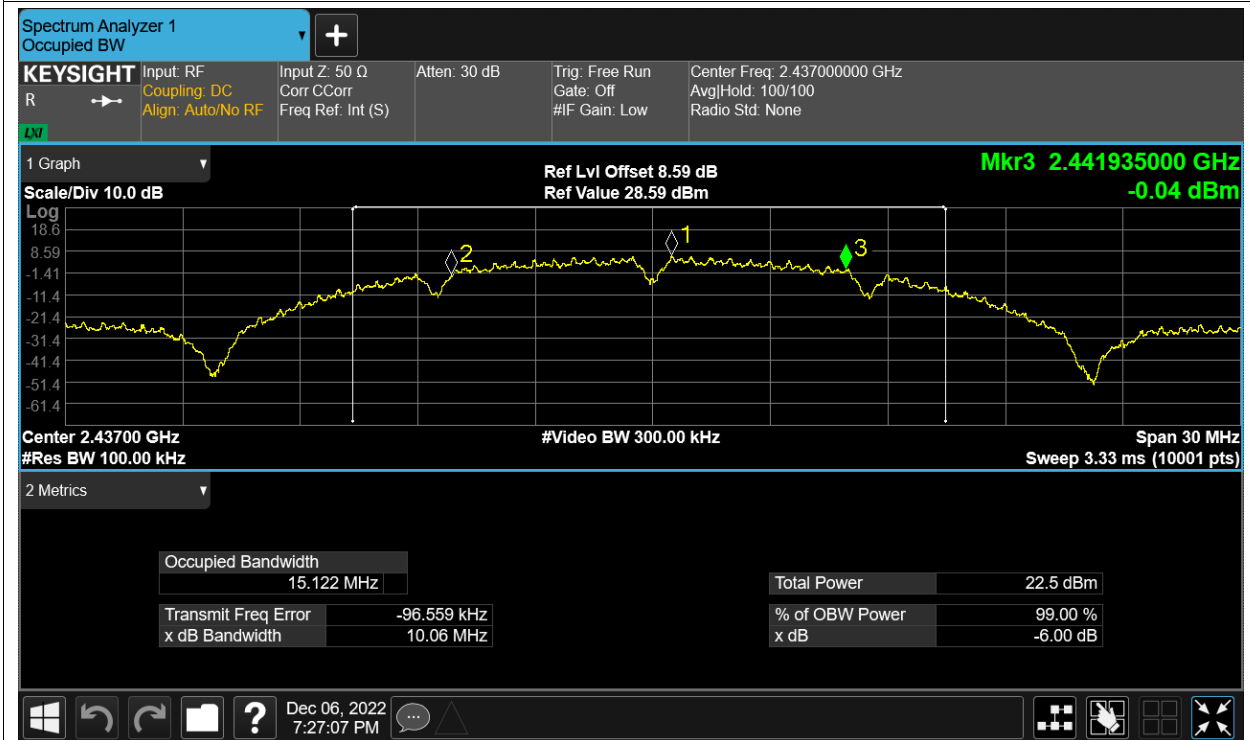 Spectrum Analyzer 1
Occupied BW
KEYSIGHT
R
LXI
Input: RF
Coupling: DC
Align: Auto/No RF
Input Z: 50 Ω
Corr CCorr
Freq Ref: Int (S)
Atten: 30 dB
Trig: Free Run
Gate: Off
#IF Gain: Low
Center Freq: 2.437000000 GHz
Avg|Hold: 100/100
Radio Std: None
1 Graph
Scale/Div 10.0 dB
Ref Lvl Offset 8.59 dB
Ref Value 28.59 dBm
Mkr3 2.441935000 GHz
-0.04 dBm
Log
18.6
8.59
-1.41
-11.4
-21.4
-31.4
-41.4
-51.4
-61.4
2
1
3
Center 2.43700 GHz
#Res BW 100.00 kHz
#Video BW 300.00 kHz
Span 30 MHz
Sweep 3.33 ms (10001 pts)
2 Metrics
Occupied Bandwidth
15.122 MHz
Transmit Freq Error -96.559 kHz
x dB Bandwidth 10.06 MHz
Total Power 22.5 dBm
% of OBW Power 99.00 %
x dB -6.00 dB
?
Dec 06, 2022
7:27:07 PM